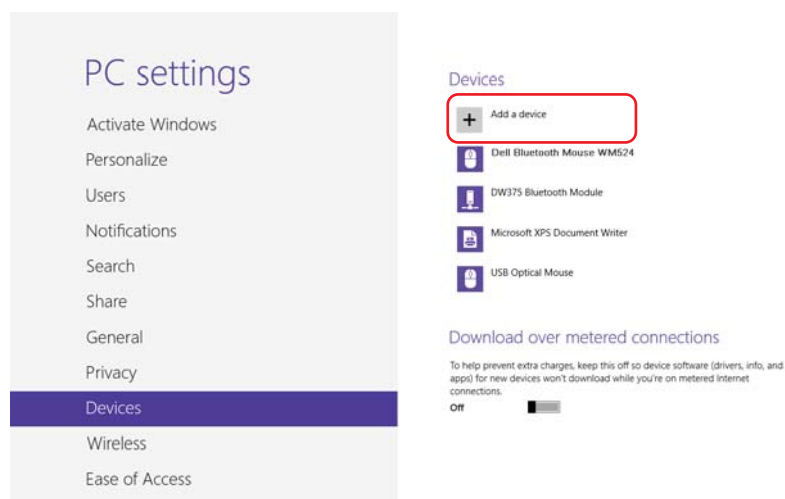 PC settings
Activate Windows
Personalize
Users
Notifications
Search
Share
General
Privacy
Devices
Wireless
Ease of Access
Devices
Add a device
Dell Bluetooth Mouse WM524
DW375 Bluetooth Module
Microsoft XPS Document Writer
USB Optical Mouse
Download over metered connections
To help prevent extra charges, keep this off so device software (drivers, info, and
apps) for new devices won't download while you're on metered Internet
connections.
Off